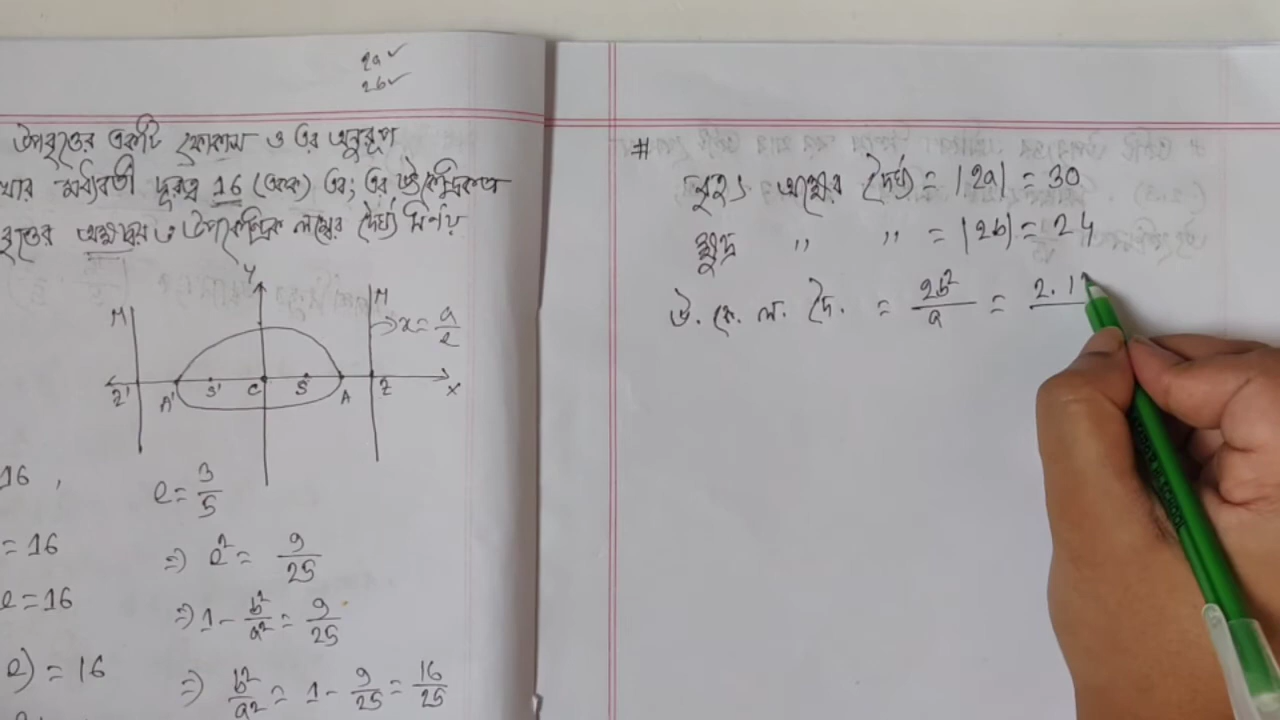 2a ✓
2b ✓
উপবৃত্তের একটি ফোকাস ও এর অনুরূপ
খার মধ্যবর্তী দূরত্ব 16 (একক) এবং এর উৎকেন্দ্রিকতা
বৃত্তের অক্ষদ্বয় ও উপকেন্দ্রিক লম্বের দৈর্ঘ্য নির্ণয়
Y
M M
x = a/e
Z' A' S' C S A Z X
16 , e = 3/5
= 16 ⇒ e² = 9/25
e = 16 ⇒ 1 - b²/a² = 9/25
e) = 16 ⇒ b²/a² = 1 - 9/25 = 16/25
#
বৃহৎ অক্ষের দৈর্ঘ্য = |2a| = 30
ক্ষুদ্র " " = |2b| = 24
উ. কে. ল. দৈ. = 2b²/a = 2.1